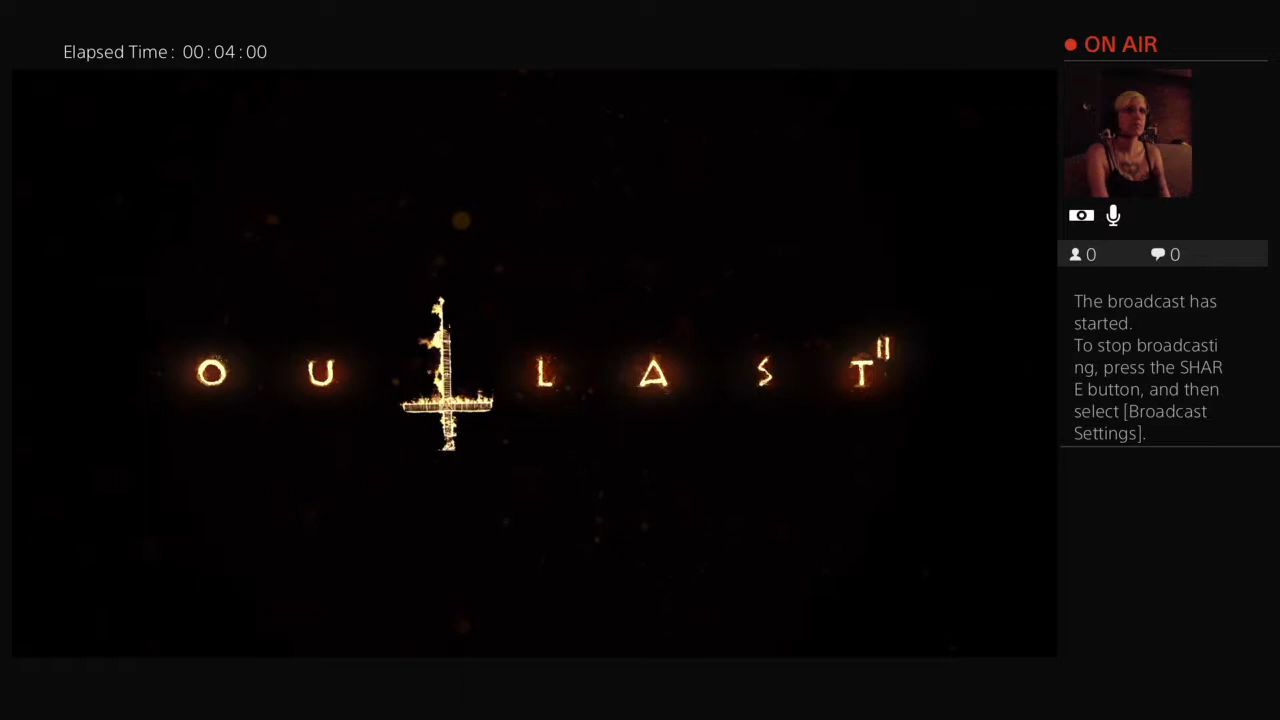 Elapsed Time: 00:04:00
ON AIR
0 0
The broadcast has
started.
To stop broadcasti
ng, press the SHAR
E button, and then
select [Broadcast
Settings].
OUTLAST II